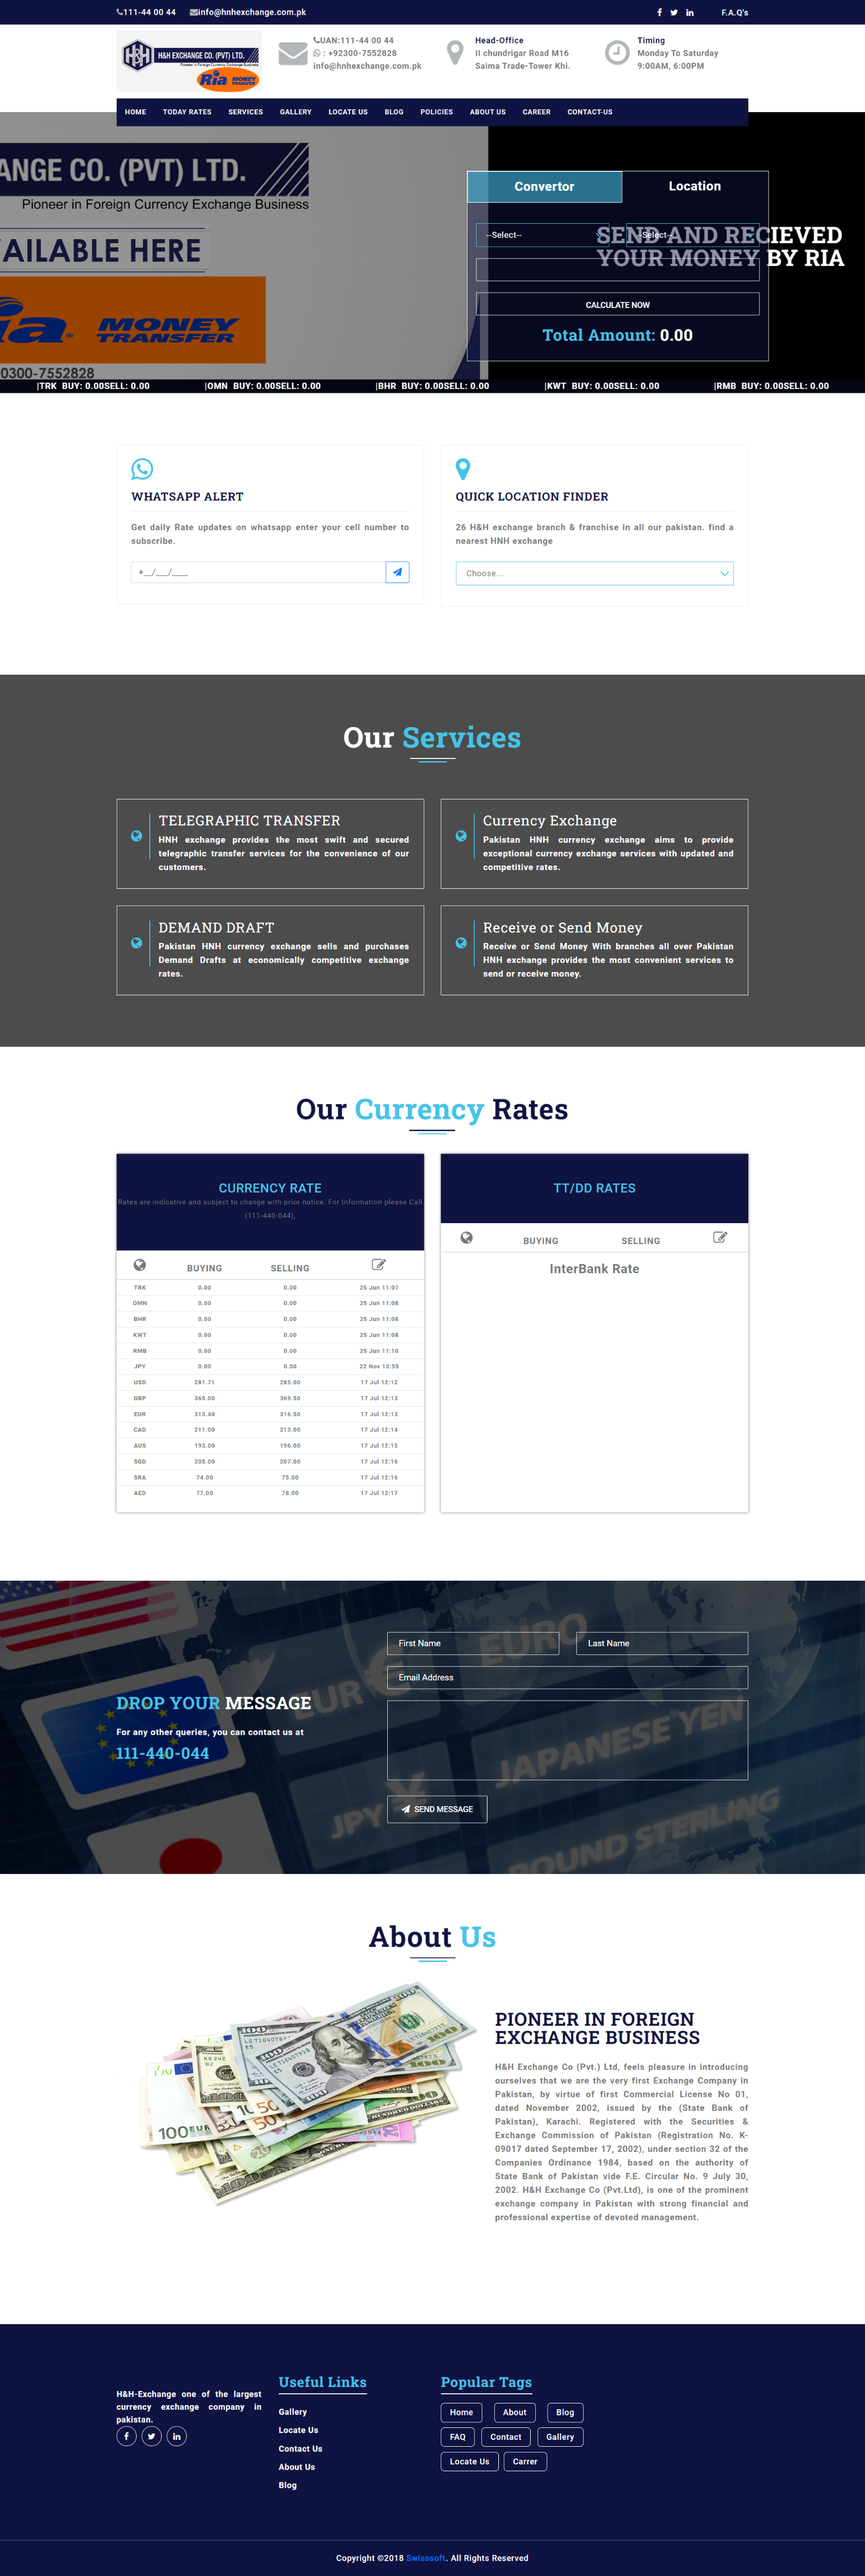 111-44 00 44 info@hnhexchange.com.pk F.A.Q's
H&H EXCHANGE CO. (PVT) LTD.
Pioneer in Foreign Currency Exchange Business
Ria MONEY TRANSFER
UAN:111-44 00 44
: +92300-7552828
info@hnhexchange.com.pk
Head-Office
II chundrigar Road M16
Saima Trade-Tower Khi.
Timing
Monday To Saturday
9:00AM, 6:00PM
HOME TODAY RATES SERVICES GALLERY LOCATE US BLOG POLICIES ABOUT US CAREER CONTACT-US
ANGE CO. (PVT) LTD.
Pioneer in Foreign Currency Exchange Business
AILABLE HERE
ia MONEY
TRANSFER
0300-7552828
Convertor Location
--Select-- --Select--
SEND AND RECIEVED
YOUR MONEY BY RIA
CALCULATE NOW
Total Amount: 0.00
|TRK BUY: 0.00SELL: 0.00 |OMN BUY: 0.00SELL: 0.00 |BHR BUY: 0.00SELL: 0.00 |KWT BUY: 0.00SELL: 0.00 |RMB BUY: 0.00SELL: 0.00
WHATSAPP ALERT
Get daily Rate updates on whatsapp enter your cell number to
subscribe.
+__/___/____
QUICK LOCATION FINDER
26 H&H exchange branch & franchise in all our pakistan. find a
nearest HNH exchange
Choose...
Our Services
TELEGRAPHIC TRANSFER
HNH exchange provides the most swift and secured
telegraphic transfer services for the convenience of our
customers.
Currency Exchange
Pakistan HNH currency exchange aims to provide
exceptional currency exchange services with updated and
competitive rates.
DEMAND DRAFT
Pakistan HNH currency exchange sells and purchases
Demand Drafts at economically competitive exchange
rates.
Receive or Send Money
Receive or Send Money With branches all over Pakistan
HNH exchange provides the most convenient services to
send or receive money.
Our Currency Rates
CURRENCY RATE
Rates are indicative and subject to change with prior notice. For Information please Call
(111-440-044),
BUYING SELLING
TRK 0.00 0.00 25 Jun 11:07
OMN 0.00 0.00 25 Jun 11:08
BHR 0.00 0.00 25 Jun 11:08
KWT 0.00 0.00 25 Jun 11:08
RMB 0.00 0.00 25 Jun 11:10
JPY 0.00 0.00 22 Nov 13:55
USD 281.71 285.00 17 Jul 12:12
GBP 365.00 369.50 17 Jul 12:13
EUR 313.40 316.50 17 Jul 12:13
CAD 211.00 213.00 17 Jul 12:14
AUS 193.00 196.00 17 Jul 12:15
SGD 205.00 207.00 17 Jul 12:16
SRA 74.00 75.00 17 Jul 12:16
AED 77.00 78.00 17 Jul 12:17
TT/DD RATES
BUYING SELLING
InterBank Rate
DROP YOUR MESSAGE
For any other queries, you can contact us at
111-440-044
First Name Last Name
Email Address
SEND MESSAGE
EURO
EUR
JAPANESE YEN
JPY
POUND STERLING
About Us
PIONEER IN FOREIGN
EXCHANGE BUSINESS
H&H Exchange Co (Pvt.) Ltd, feels pleasure in introducing
ourselves that we are the very first Exchange Company in
Pakistan, by virtue of first Commercial License No 01,
dated November 2002, issued by the (State Bank of
Pakistan), Karachi. Registered with the Securities &
Exchange Commission of Pakistan (Registration No. K-
09017 dated September 17, 2002), under section 32 of the
Companies Ordinance 1984, based on the authority of
State Bank of Pakistan vide F.E. Circular No. 9 July 30,
2002. H&H Exchange Co (Pvt.Ltd), is one of the prominent
exchange company in Pakistan with strong financial and
professional expertise of devoted management.
H&H-Exchange one of the largest
currency exchange company in
pakistan.
Useful Links
Gallery
Locate Us
Contact Us
About Us
Blog
Popular Tags
Home About Blog
FAQ Contact Gallery
Locate Us Carrer
Copyright ©2018 Swisssoft. All Rights Reserved